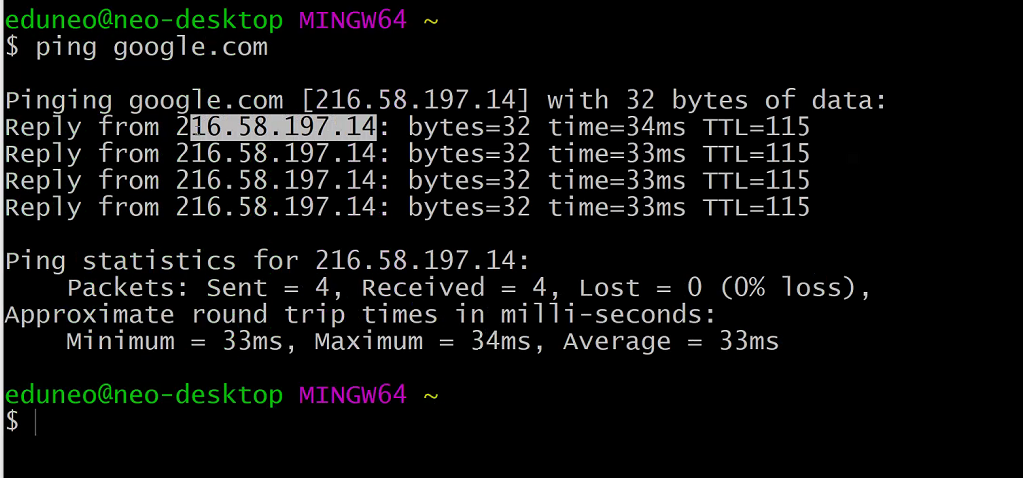 eduneo@neo-desktop MINGW64 ~
$ ping google.com
Pinging google.com [216.58.197.14] with 32 bytes of data:
Reply from 216.58.197.14: bytes=32 time=34ms TTL=115
Reply from 216.58.197.14: bytes=32 time=33ms TTL=115
Reply from 216.58.197.14: bytes=32 time=33ms TTL=115
Reply from 216.58.197.14: bytes=32 time=33ms TTL=115
Ping statistics for 216.58.197.14:
Packets: Sent = 4, Received = 4, Lost = 0 (0% loss),
Approximate round trip times in milli-seconds:
Minimum = 33ms, Maximum = 34ms, Average = 33ms
eduneo@neo-desktop MINGW64 ~
$